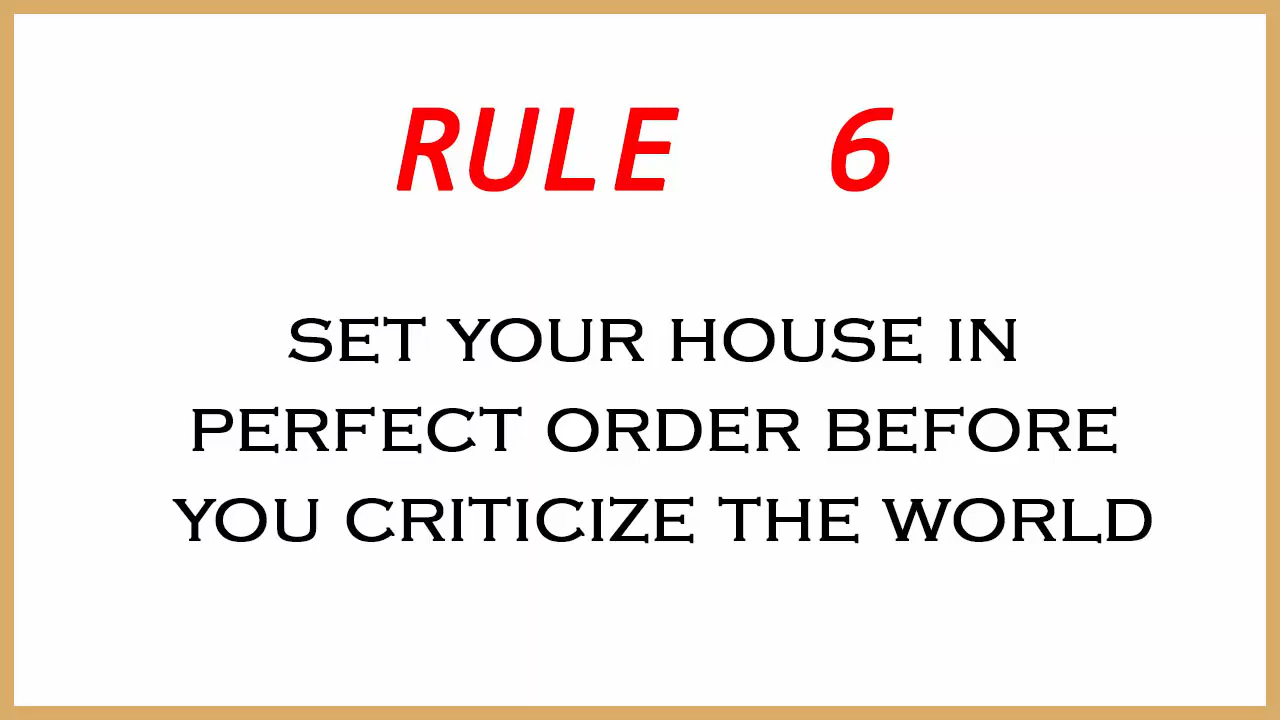 RULE 6
SET YOUR HOUSE IN
PERFECT ORDER BEFORE
YOU CRITICIZE THE WORLD